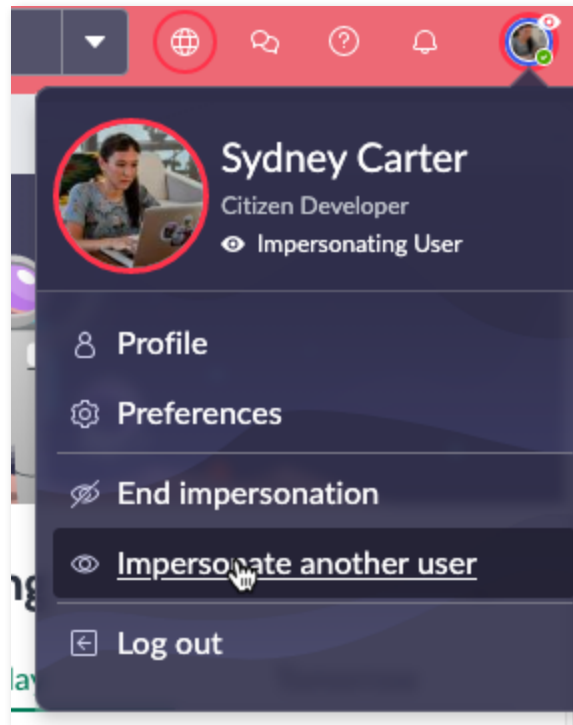 Sydney Carter
Citizen Developer
Impersonating User
Profile
Preferences
End impersonation
Impersonate another user
Log out